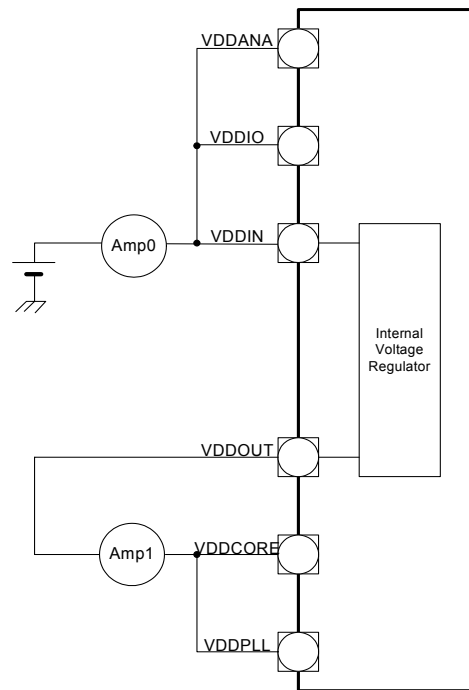 VDDANA
VDDIO
VDDIN
Amp0
Internal
Voltage
Regulator
VDDOUT
Amp1
VDDCORE
VDDPLL